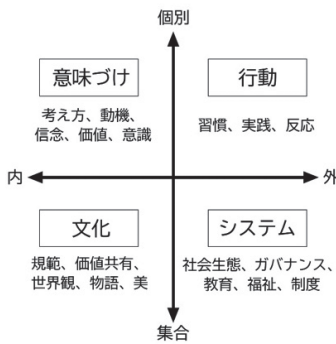 個別
意味づけ
行動
考え方、動機、
信念、価値、意識
習慣、実践、反応
内
外
文化
システム
規範、価値共有、
世界観、物語、美
社会生態、ガバナンス、
教育、福祉、制度
集合